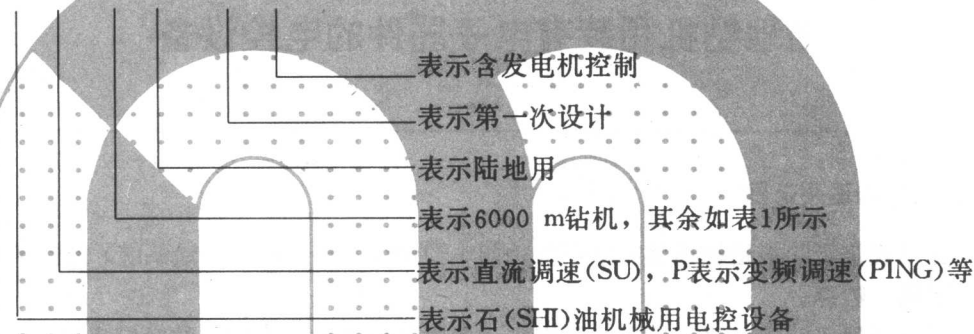 表示含发电机控制
表示第一次设计
表示陆地用
表示6000 m钻机，其余如表1所示
表示直流调速(SU)，P表示变频调速(PING)等
表示石(SHI)油机械用电控设备